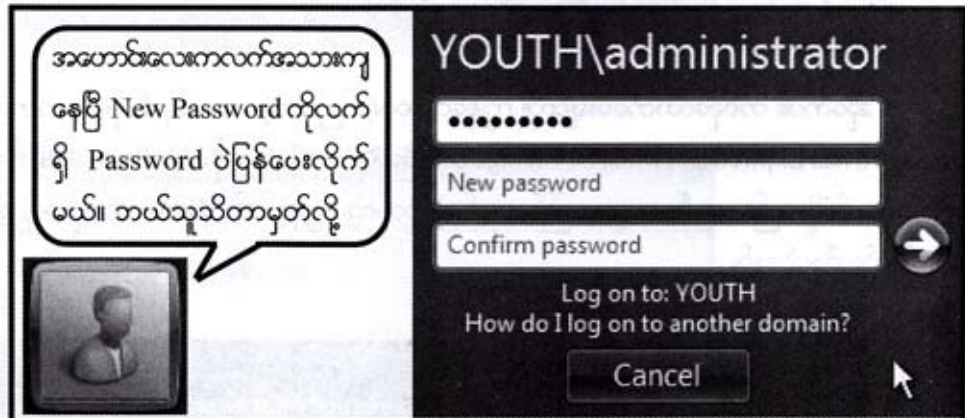 အဟောင်းလေးကလက်အသားကျ
နေပြီ New Password ကိုလက်
ရှိ Password ပဲပြန်ပေးလိုက်
မယ်။ ဘယ်သူသိတာမှတ်လို့
YOUTH\administrator
New password
Confirm password
Log on to: YOUTH
How do I log on to another domain?
Cancel